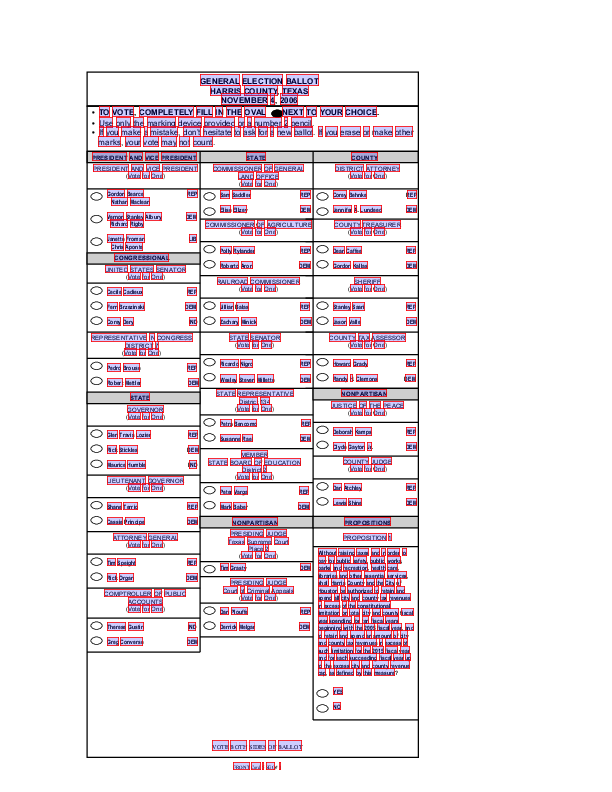 GENERAL ELECTION BALLOT
HARRIS COUNTY, TEXAS
NOVEMBER 4, 2006
• TO VOTE, COMPLETELY FILL IN THE OVAL NEXT TO YOUR CHOICE.
• Use only the marking device provided or a number 2 pencil.
• If you make a mistake, don't hesitate to ask for a new ballot. If you erase or make other
marks, your vote may not count.
PRESIDENT AND VICE PRESIDENT
PRESIDENT AND VICE PRESIDENT
(Vote for One)
Gordon Bearce REP
Nathan Maclean
Vernon Stanley Albury DEM
Richard Rigby
Janette Froman LIB
Chris Aponte
CONGRESSIONAL
UNITED STATES SENATOR
(Vote for One)
Cecile Cadieux REP
Fern Brzezinski DEM
Corey Dery IND
REPRESENTATIVE IN CONGRESS
DISTRICT 7
(Vote for One)
Pedro Brouse REP
Robert Mettler DEM
STATE
GOVERNOR
(Vote for One)
Glen Travis Lozier REP
Rick Stickles DEM
Maurice Humble IND
LIEUTENANT GOVERNOR
(Vote for One)
Shane Terrio REP
Cassie Principe DEM
ATTORNEY GENERAL
(Vote for One)
Tim Speight REP
Rick Organ DEM
COMPTROLLER OF PUBLIC
ACCOUNTS
(Vote for One)
Therese Gustin IND
Greg Converse DEM
STATE
COMMISSIONER OF GENERAL
LAND OFFICE
(Vote for One)
Sam Saddler REP
Elise Ellzey DEM
COMMISSIONER OF AGRICULTURE
(Vote for One)
Polly Rylander REP
Roberto Aron DEM
RAILROAD COMMISSIONER
(Vote for One)
Jillian Balas REP
Zachary Minick DEM
STATE SENATOR
(Vote for One)
Ricardo Nigro REP
Wesley Steven Millette DEM
STATE REPRESENTATIVE
District 134
(Vote for One)
Petra Bencomo REP
Susanne Rael DEM
MEMBER
STATE BOARD OF EDUCATION
District 2
(Vote for One)
Peter Varga REP
Mark Baber DEM
NONPARTISAN
PRESIDING JUDGE
Texas Supreme Court
Place 2
(Vote for One)
Tim Grasty DEM
PRESIDING JUDGE
Court of Criminal Appeals
(Vote for One)
Dan Plouffe REP
Derrick Melgar DEM
COUNTY
DISTRICT ATTORNEY
(Vote for One)
Corey Behnke REP
Jennifer A. Lundeed DEM
COUNTY TREASURER
(Vote for One)
Dean Caffee REP
Gordon Kallas DEM
SHERIFF
(Vote for One)
Stanley Saari REP
Jason Valle DEM
COUNTY TAX ASSESSOR
(Vote for One)
Howard Grady REP
Randy H. Clemons DEM
NONPARTISAN
JUSTICE OF THE PEACE
(Vote for One)
Deborah Kamps REP
Clyde Gayton Jr. DEM
COUNTY JUDGE
(Vote for One)
Dan Atchley REP
Lewis Shine DEM
PROPOSITIONS
PROPOSITION 1
Without raising taxes and in order to
pay for public safety, public works,
parks and recreation, health care,
libraries, and other essential services,
shall Harris County and the City of
Houston be authorized to retain and
spend all city and county tax revenues
in excess of the constitutional
limitation on total city and county fiscal
year spending for ten fiscal years
beginning with the 2005 fiscal year, and
to retain and spend an amount of city
and county tax revenues in excess of
such limitation for the 2015 fiscal year
and for each succeeding fiscal year up
to the excess city and county revenue
cap, as defined by this measure?
YES
NO
VOTE BOTH SIDES OF BALLOT